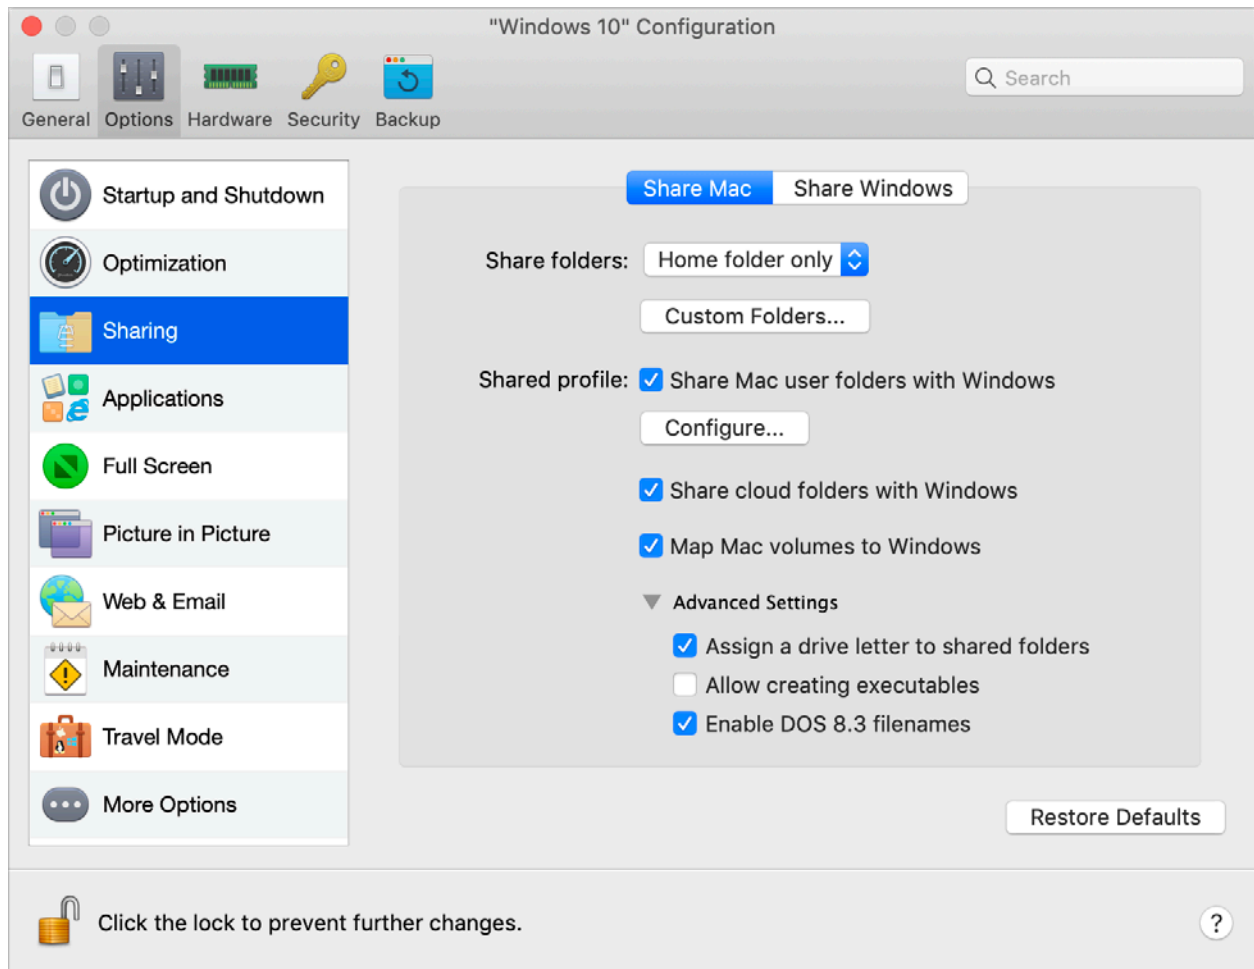 "Windows 10" Configuration
General Options Hardware Security Backup
Search
Startup and Shutdown
Optimization
Sharing
Applications
Full Screen
Picture in Picture
Web & Email
Maintenance
Travel Mode
More Options
Share Mac Share Windows
Share folders: Home folder only
Custom Folders...
Shared profile: Share Mac user folders with Windows
Configure...
Share cloud folders with Windows
Map Mac volumes to Windows
Advanced Settings
Assign a drive letter to shared folders
Allow creating executables
Enable DOS 8.3 filenames
Restore Defaults
Click the lock to prevent further changes.
?